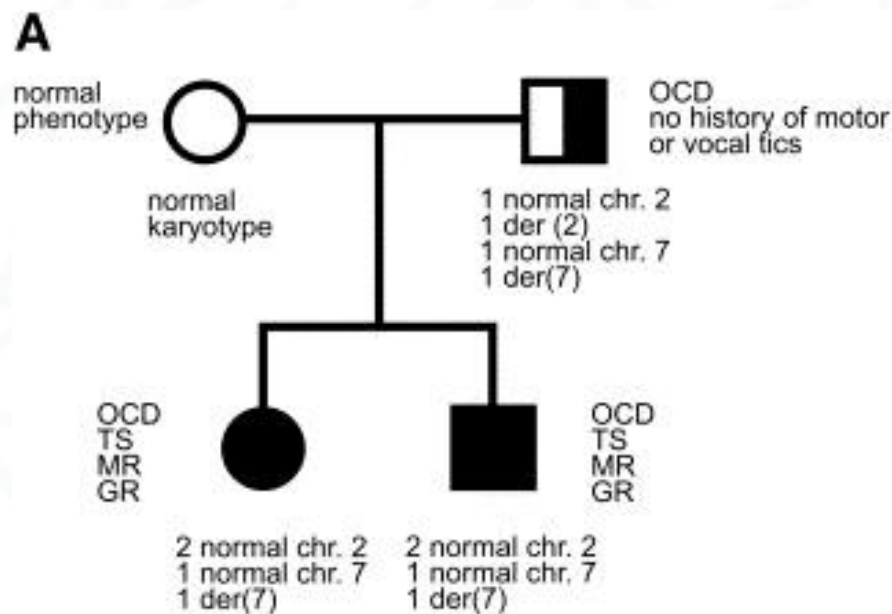 A
normal
phenotype
OCD
no history of motor
or vocal tics
normal
karyotype
1 normal chr. 2
1 der (2)
1 normal chr. 7
1 der(7)
OCD
TS
MR
GR
OCD
TS
MR
GR
2 normal chr. 2
1 normal chr. 7
1 der(7)
2 normal chr. 2
1 normal chr. 7
1 der(7)